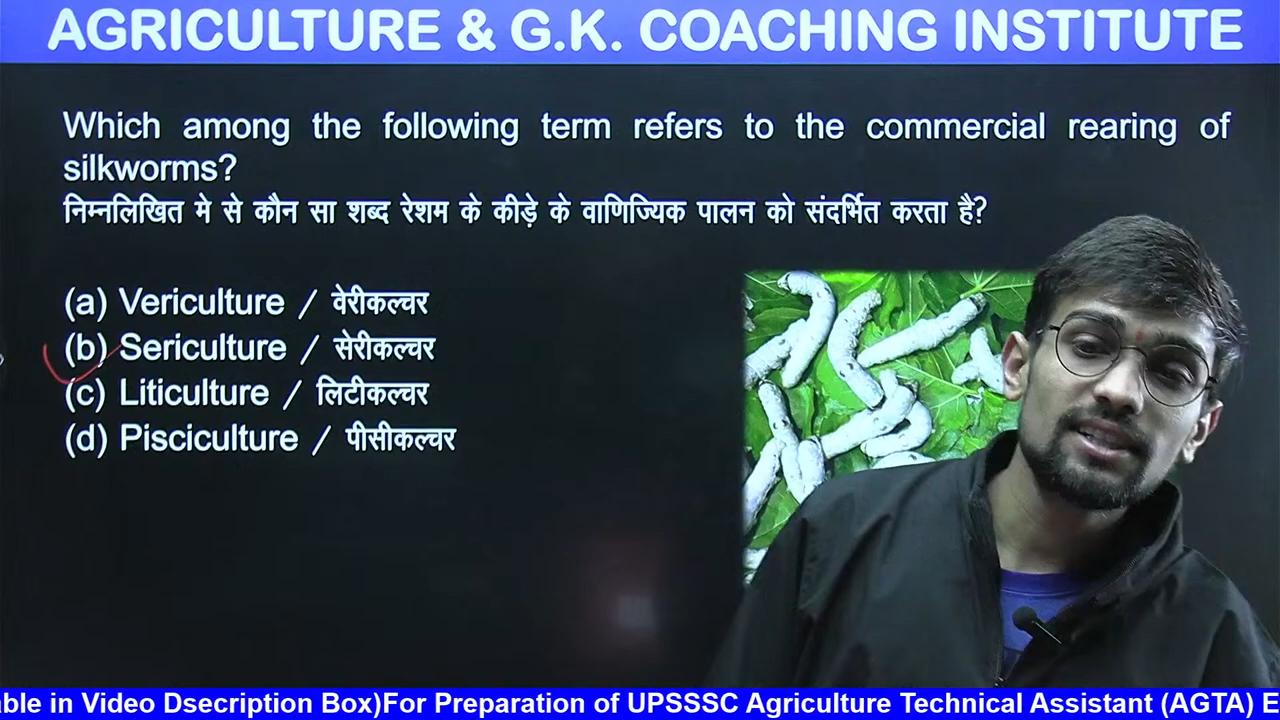 AGRICULTURE & G.K. COACHING INSTITUTE
Which among the following term refers to the commercial rearing of
silkworms?
निम्नलिखित मे से कौन सा शब्द रेशम के कीड़े के वाणिज्यिक पालन को संदर्भित करता है?
(a) Vericulture / वेरीकल्चर
(b) Sericulture / सेरीकल्चर
(c) Liticulture / लिटीकल्चर
(d) Pisciculture / पीसीकल्चर
able in Video Dsecription Box)For Preparation of UPSSSC Agriculture Technical Assistant (AGTA) E